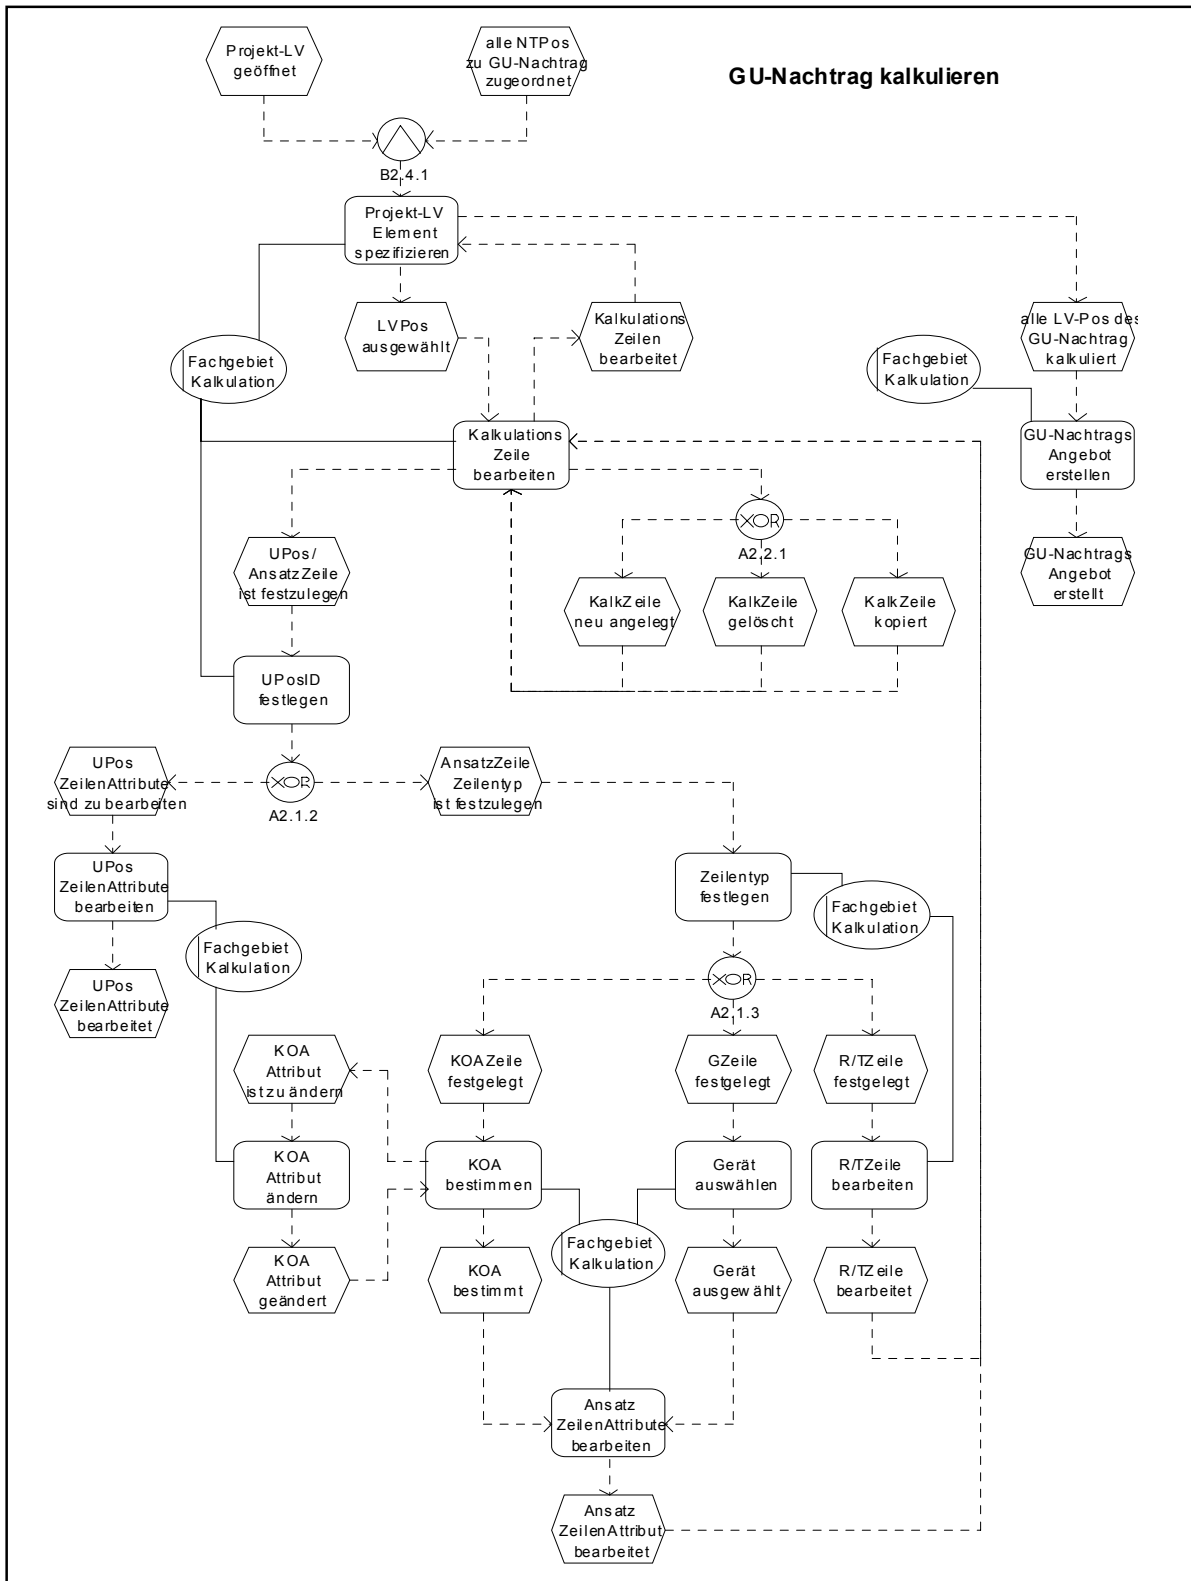 Projekt-LV
geöffnet
alle NTPos
zu GU-Nachtrag
zugeordnet
GU-Nachtrag kalkulieren
B2.4.1
Projekt-LV
Element
spezifizieren
LVPos
ausgewählt
Kalkulations
Zeilen
bearbeitet
alle LV-Pos des
GU-Nachtrag
kalkuliert
Fachgebiet
Kalkulation
Fachgebiet
Kalkulation
Kalkulations
Zeile
bearbeiten
GU-Nachtrags
Angebot
erstellen
XOR
A2.2.1
UPos/
AnsatzZeile
ist festzulegen
GU-Nachtrags
Angebot
erstellt
KalkZeile
neu angelegt
KalkZeile
gelöscht
KalkZeile
kopiert
UPosID
festlegen
UPos
ZeilenAttribute
sind zu bearbeiten
XOR
A2.1.2
AnsatzZeile
Zeilentyp
ist festzulegen
UPos
ZeilenAttribute
bearbeiten
Zeilentyp
festlegen
Fachgebiet
Kalkulation
Fachgebiet
Kalkulation
UPos
ZeilenAttribute
bearbeitet
XOR
A2.1.3
KOA
Attribut
ist zu ändern
KOAZeile
festgelegt
GZeile
festgelegt
R/TZeile
festgelegt
KOA
Attribut
ändern
KOA
bestimmen
Gerät
auswählen
R/TZeile
bearbeiten
Fachgebiet
Kalkulation
KOA
Attribut
geändert
KOA
bestimmt
Gerät
ausgewählt
R/TZeile
bearbeitet
Ansatz
ZeilenAttribute
bearbeiten
Ansatz
ZeilenAttribut
bearbeitet